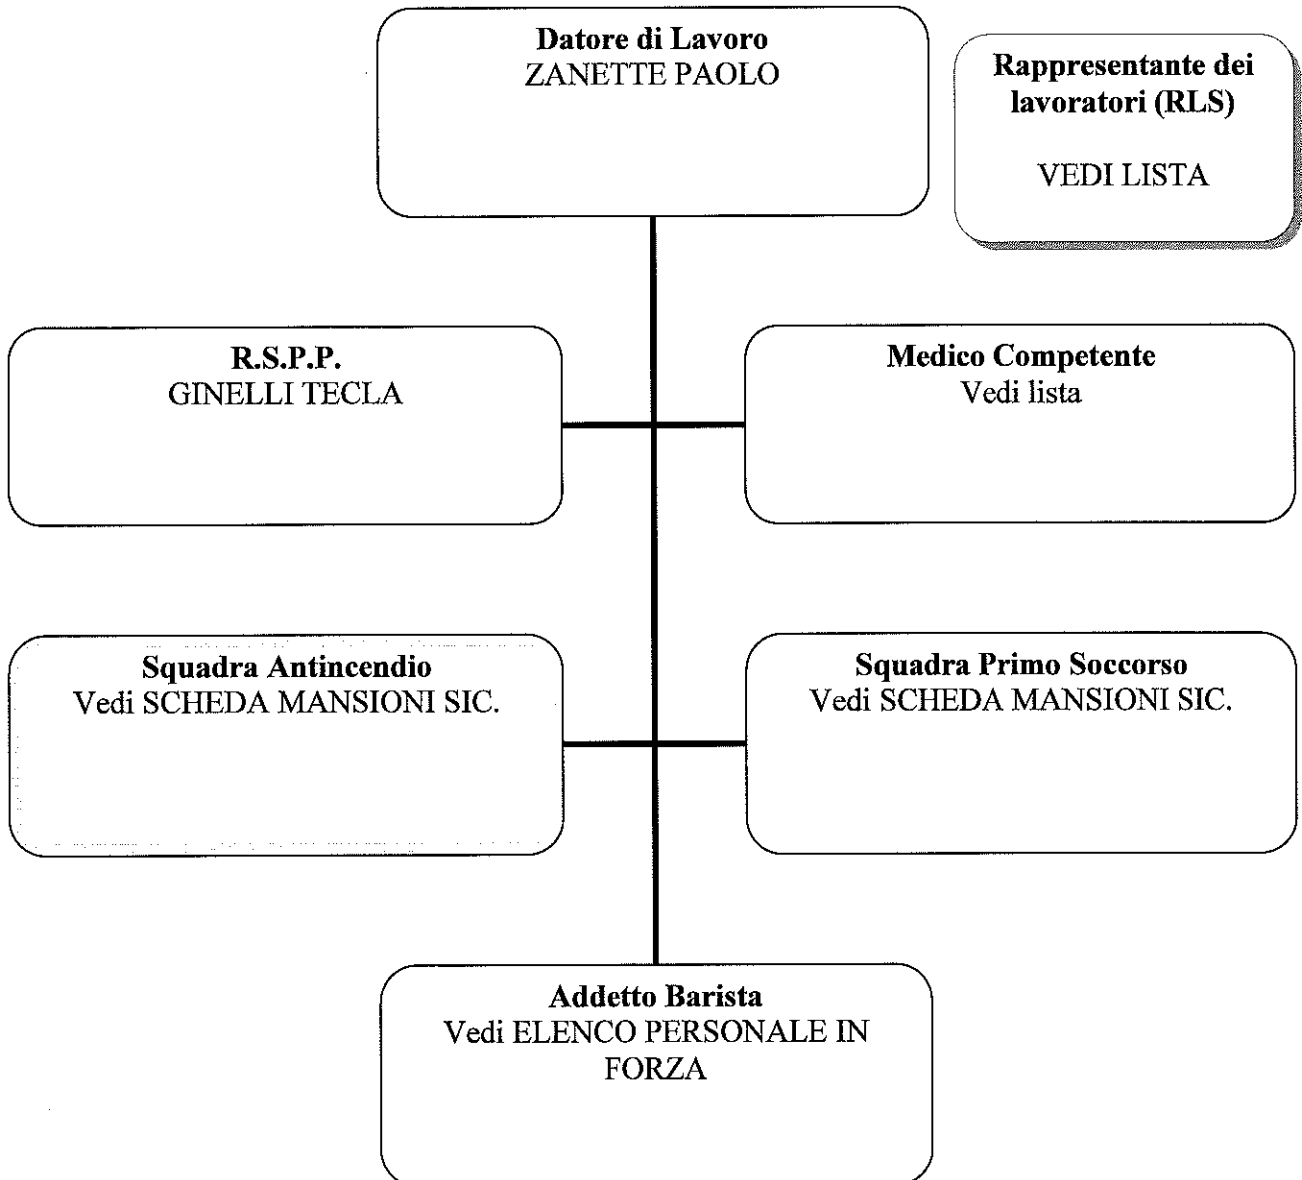 Datore di Lavoro
ZANETTE PAOLO
Rappresentante dei
lavoratori (RLS)
VEDI LISTA
R.S.P.P.
GINELLI TECLA
Medico Competente
Vedi lista
Squadra Antincendio
Vedi SCHEDA MANSIONI SIC.
Squadra Primo Soccorso
Vedi SCHEDA MANSIONI SIC.
Addetto Barista
Vedi ELENCO PERSONALE IN
FORZA